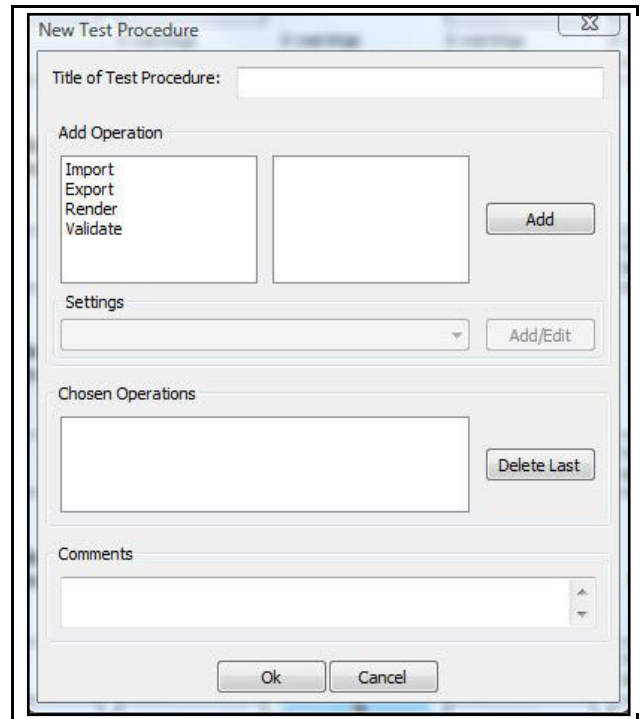 New Test Procedure
Title of Test Procedure:
Add Operation
Import
Export
Render
Validate
Add
Settings
Add/Edit
Chosen Operations
Delete Last
Comments
Ok
Cancel